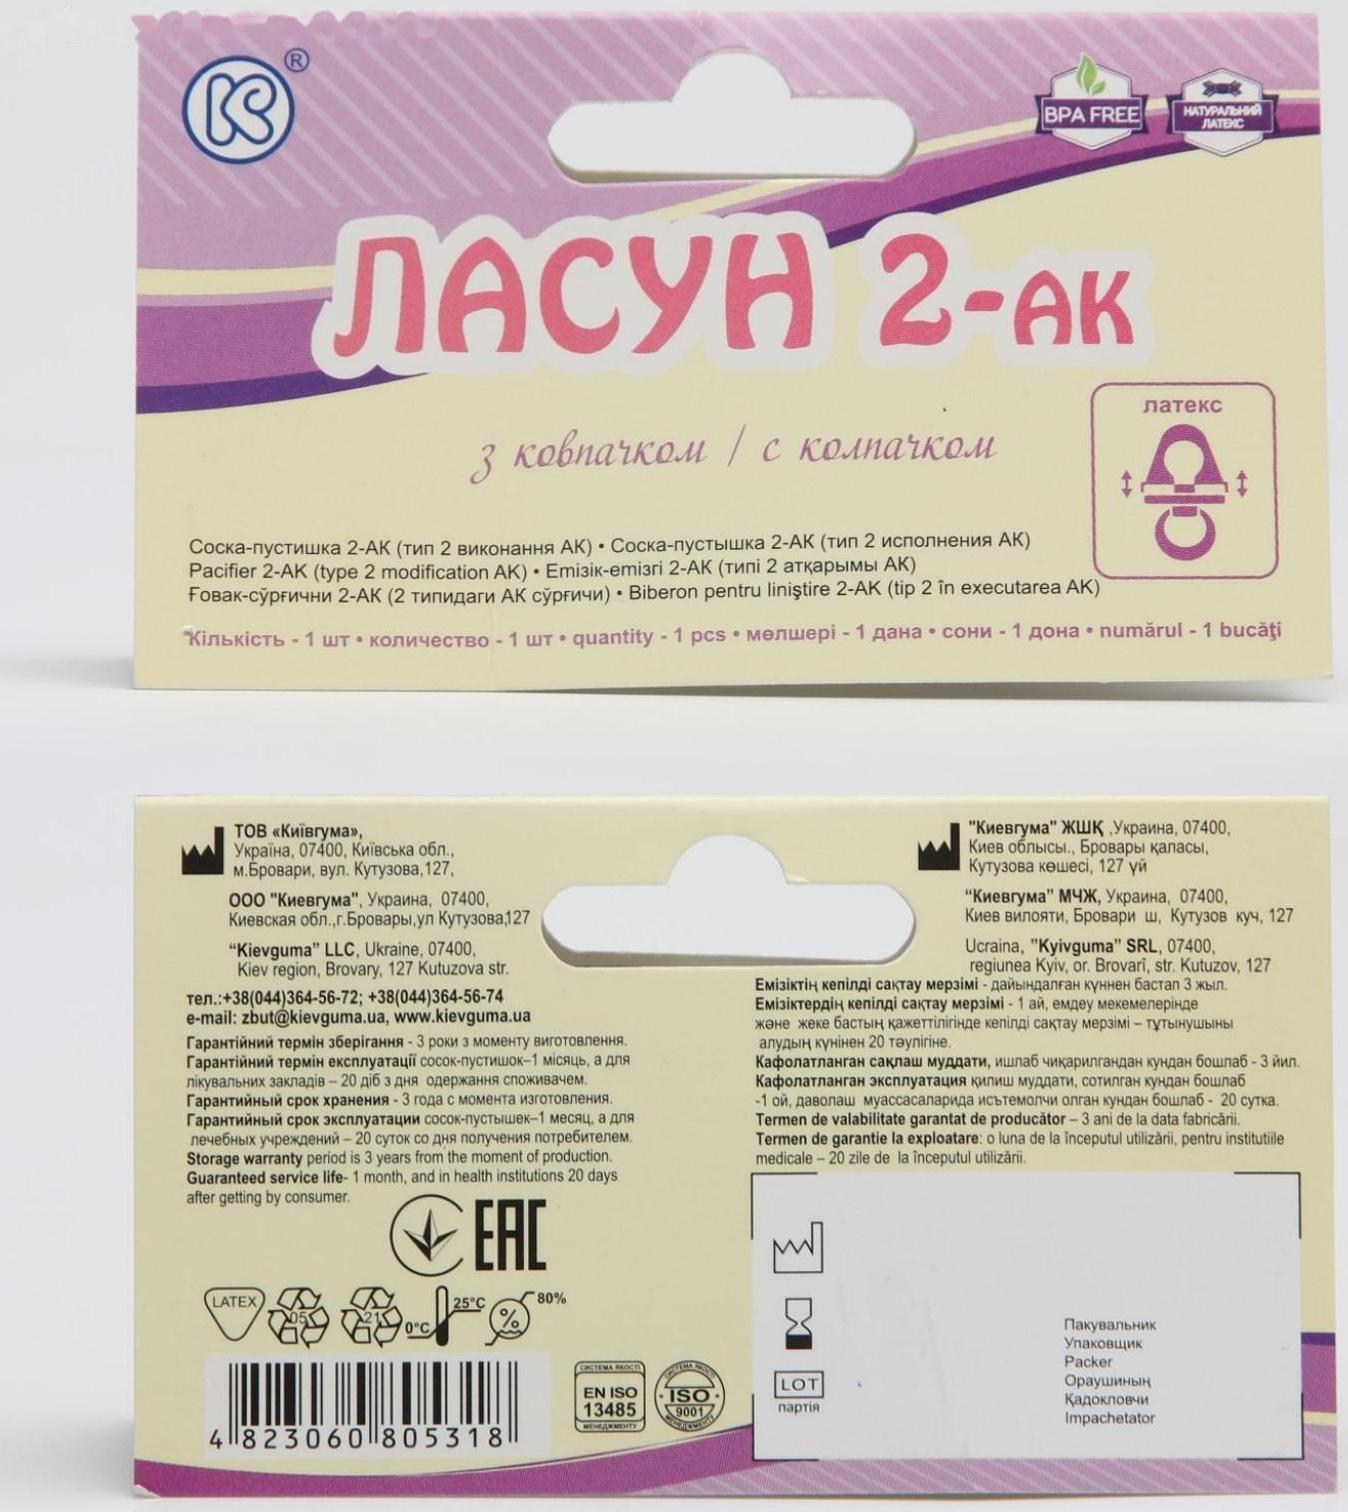 ®
BPA FREE
НАТУРАЛЬНИЙ
ЛАТЕКС
ЛАСУН 2-АК
з ковпачком / с колпачком
латекс
Соска-пустишка 2-АК (тип 2 виконання АК) • Соска-пустышка 2-АК (тип 2 исполнения АК)
Pacifier 2-AK (type 2 modification AK) • Емізік-емізгі 2-АК (типі 2 атқарымы АК)
Ғовак-сўрғични 2-АК (2 типидаги АК сўрғичи) • Biberon pentru liniştire 2-AK (tip 2 în executarea AK)
Кількість - 1 шт • количество - 1 шт • quantity - 1 pcs • мөлшері - 1 дана • сони - 1 дона • numărul - 1 bucăţi
ТОВ «Київгума»,
Україна, 07400, Київська обл.,
м.Бровари, вул. Кутузова,127,
ООО "Киевгума", Украина, 07400,
Киевская обл.,г.Бровары,ул Кутузова,127
“Kievguma” LLC, Ukraine, 07400,
Kiev region, Brovary, 127 Kutuzova str.
тел.:+38(044)364-56-72; +38(044)364-56-74
e-mail: zbut@kievguma.ua, www.kievguma.ua
Гарантійний термін зберігання - 3 роки з моменту виготовлення.
Гарантійний термін експлуатації сосок-пустишок–1 місяць, а для
лікувальних закладів – 20 діб з дня одержання споживачем.
Гарантийный срок хранения - 3 года с момента изготовления.
Гарантийный срок эксплуатации сосок-пустышек–1 месяц, а для
лечебных учреждений – 20 суток со дня получения потребителем.
Storage warranty period is 3 years from the moment of production.
Guaranteed service life- 1 month, and in health institutions 20 days
after getting by consumer.
EAC
LATEX
05
21
0°C
25°C
%
80%
4 823060 805318
СИСТЕМА ЯКОСТІ
EN ISO
13485
МЕНЕДЖМЕНТУ
СИСТЕМА ЯКОСТІ
ISO
9001
МЕНЕДЖМЕНТУ
"Киевгума" ЖШҚ ,Украина, 07400,
Киев облысы., Бровары қаласы,
Кутузова көшесі, 127 үй
“Киевгума” МЧЖ, Украина, 07400,
Киев вилояти, Бровари ш, Кутузов куч, 127
Ucraina, "Kyivguma" SRL, 07400,
regiunea Kyiv, or. Brovarî, str. Kutuzov, 127
Емізіктің кепілді сақтау мерзімі - дайындалған күннен бастап 3 жыл.
Емізіктердің кепілді сақтау мерзімі - 1 ай, емдеу мекемелерінде
және жеке бастың қажеттілігінде кепілді сақтау мерзімі – тұтынушыны
алудың күнінен 20 тәулігіне.
Кафолатланган сақлаш муддати, ишлаб чиқарилгандан кундан бошлаб - 3 йил.
Кафолатланган эксплуатация қилиш муддати, сотилган кундан бошлаб
-1 ой, даволаш муассасаларида исътемолчи олган кундан бошлаб - 20 сутка.
Termen de valabilitate garantat de producător – 3 ani de la data fabricării.
Termen de garantie la exploatare: o luna de la începutul utilizării, pentru institutiile
medicale – 20 zile de la începutul utilizării.
LOT
партія
Пакувальник
Упаковщик
Packer
Ораушиның
Қадокловчи
Impachetator